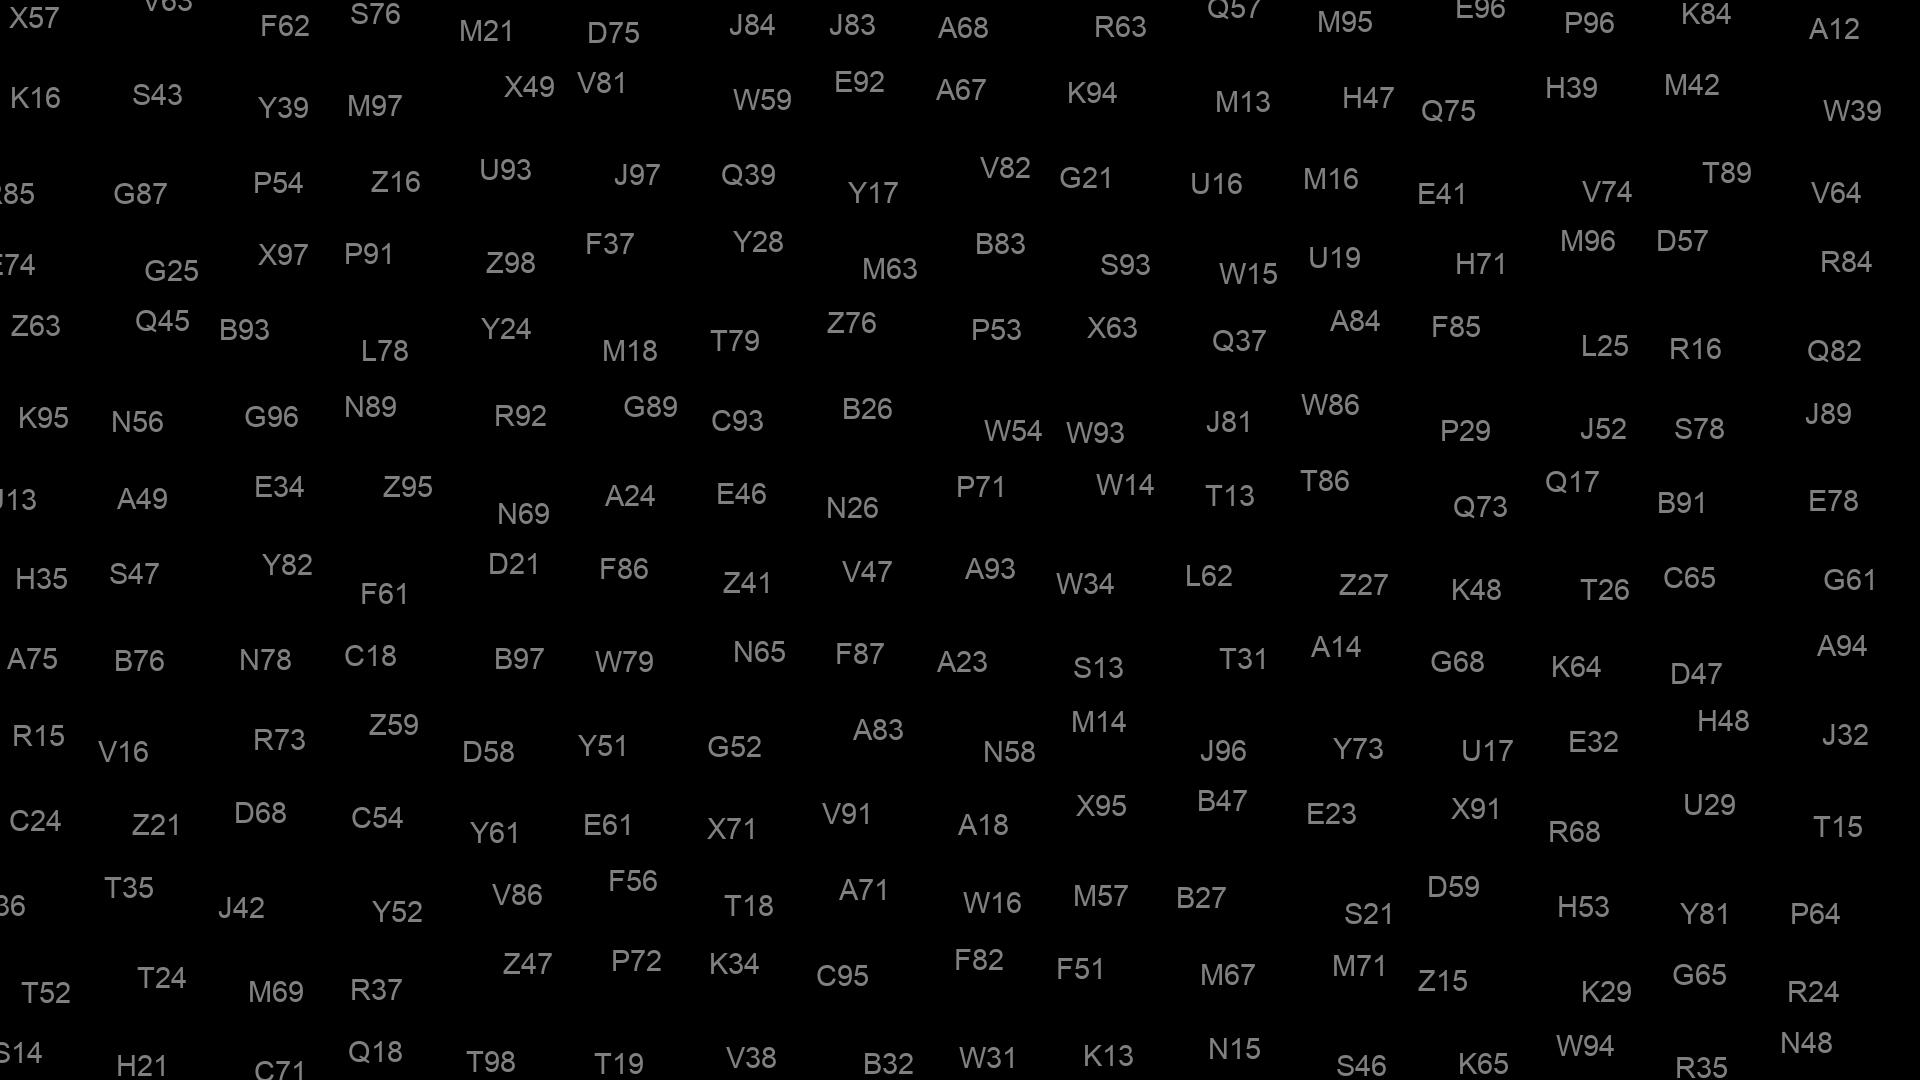 X57 V63 F62 S76 M21 D75 J84 J83 A68 R63 Q57 M95 E96 P96 K84 A12
K16 S43 Y39 M97 X49 V81 W59 E92 A67 K94 M13 H47 Q75 H39 M42 W39
G87 P54 Z16 U93 J97 Q39 Y17 V82 G21 U16 M16 E41 V74 T89 V64
G25 X97 P91 Z98 F37 Y28 M63 B83 S93 W15 U19 H71 M96 D57 R84
Z63 Q45 B93 L78 Y24 M18 T79 Z76 P53 X63 Q37 A84 F85 L25 R16 Q82
K95 N56 G96 N89 R92 G89 C93 B26 W54 W93 J81 W86 P29 J52 S78 J89
A49 E34 Z95 N69 A24 E46 N26 P71 W14 T13 T86 Q73 Q17 B91 E78
H35 S47 Y82 F61 D21 F86 Z41 V47 A93 W34 L62 Z27 K48 T26 C65 G61
A75 B76 N78 C18 B97 W79 N65 F87 A23 S13 T31 A14 G68 K64 D47 A94
R15 V16 R73 Z59 D58 Y51 G52 A83 N58 M14 J96 Y73 U17 E32 H48 J32
C24 Z21 D68 C54 Y61 E61 X71 V91 A18 X95 B47 E23 X91 R68 U29 T15
T35 J42 Y52 V86 F56 T18 A71 W16 M57 B27 S21 D59 H53 Y81 P64
T52 T24 M69 R37 Z47 P72 K34 C95 F82 F51 M67 M71 Z15 K29 G65 R24
S14 H21 C71 Q18 T98 T19 V38 B32 W31 K13 N15 S46 K65 W94 R35 N48